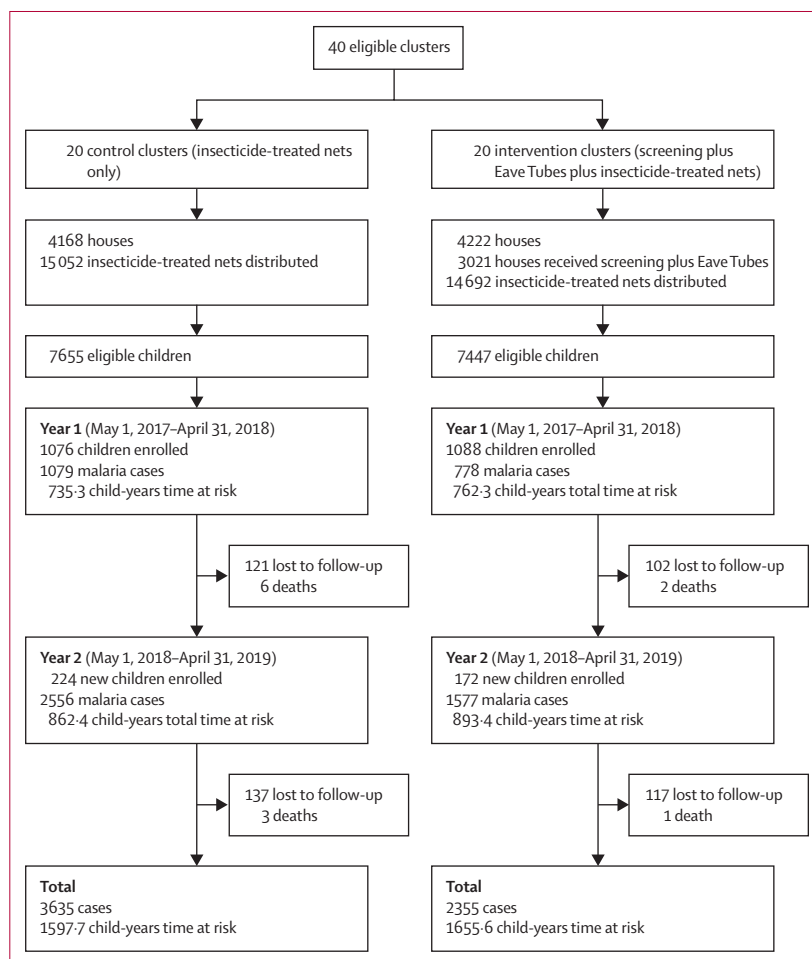 40 eligible clusters
20 control clusters (insecticide-treated nets
only)
20 intervention clusters (screening plus
Eave Tubes plus insecticide-treated nets)
4168 houses
15 052 insecticide-treated nets distributed
4222 houses
3021 houses received screening plus Eave Tubes
14 692 insecticide-treated nets distributed
7655 eligible children
7447 eligible children
Year 1 (May 1, 2017–April 31, 2018)
1076 children enrolled
1079 malaria cases
735·3 child-years time at risk
Year 1 (May 1, 2017–April 31, 2018)
1088 children enrolled
778 malaria cases
762·3 child-years total time at risk
121 lost to follow-up
6 deaths
102 lost to follow-up
2 deaths
Year 2 (May 1, 2018–April 31, 2019)
224 new children enrolled
2556 malaria cases
862·4 child-years total time at risk
Year 2 (May 1, 2018–April 31, 2019)
172 new children enrolled
1577 malaria cases
893·4 child-years time at risk
137 lost to follow-up
3 deaths
117 lost to follow-up
1 death
Total
3635 cases
1597·7 child-years time at risk
Total
2355 cases
1655·6 child-years time at risk